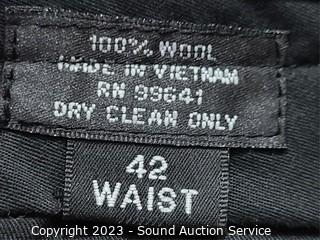 100% WOOL
MADE IN VIETNAM
RN 99641
DRY CLEAN ONLY
42
WAIST
Copyright 2023 - Sound Auction Service